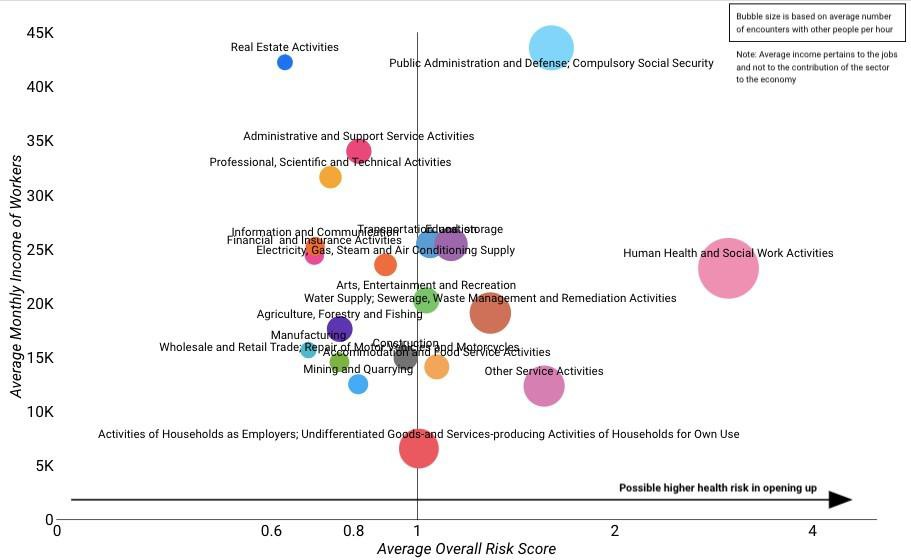 Bubble size is based on average number
of encounters with other people per hour
Note: Average income pertains to the jobs
and not to the contribution of the sector
to the economy
45K
40K
35K
30K
25K
20K
15K
10K
5K
0
Average Monthly Income of Workers
Real Estate Activities
Public Administration and Defense; Compulsory Social Security
Administrative and Support Service Activities
Professional, Scientific and Technical Activities
Information and Communication
Transportation and storage
Education
Financial and Insurance Activities
Electricity, Gas, Steam and Air Conditioning Supply
Human Health and Social Work Activities
Arts, Entertainment and Recreation
Water Supply; Sewerage, Waste Management and Remediation Activities
Agriculture, Forestry and Fishing
Manufacturing
Construction
Wholesale and Retail Trade; Repair of Motor Vehicles and Motorcycles
Accommodation and Food Service Activities
Mining and Quarrying
Other Service Activities
Activities of Households as Employers; Undifferentiated Goods-and Services-producing Activities of Households for Own Use
Possible higher health risk in opening up
0 0.6 0.8 1 2 4
Average Overall Risk Score